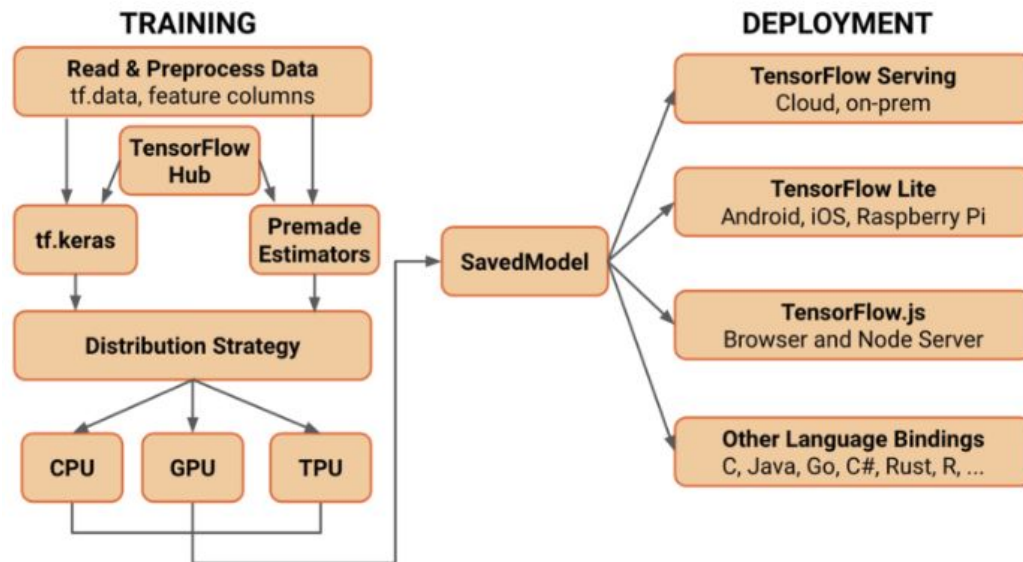 TRAINING
Read & Preprocess Data
tf.data, feature columns
TensorFlow
Hub
tf.keras
Premade
Estimators
Distribution Strategy
CPU
GPU
TPU
SavedModel
DEPLOYMENT
TensorFlow Serving
Cloud, on-prem
TensorFlow Lite
Android, iOS, Raspberry Pi
TensorFlow.js
Browser and Node Server
Other Language Bindings
C, Java, Go, C#, Rust, R, ...